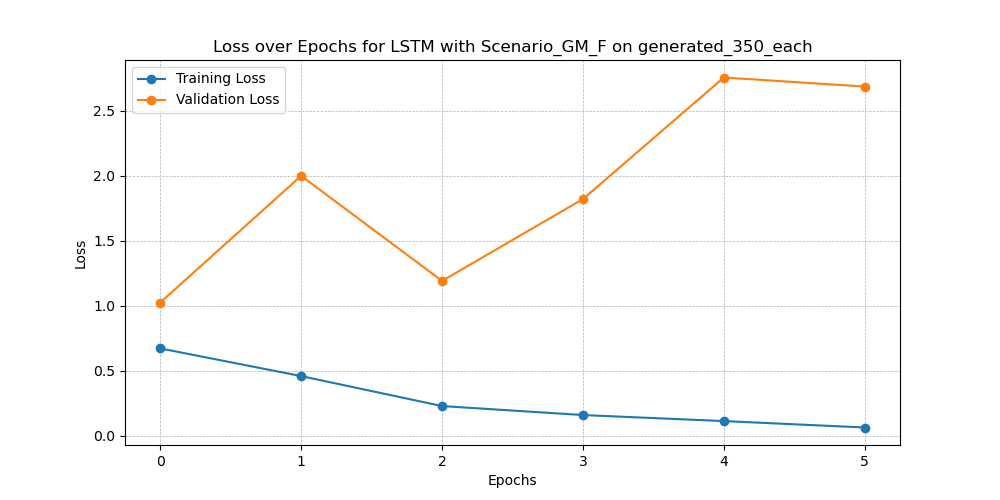 Loss over Epochs for LSTM with Scenario_GM_F on generated_350_each
Training Loss
Validation Loss
2.5
2.0
1.5
1.0
0.5
0.0
Loss
0 1 2 3 4 5
Epochs